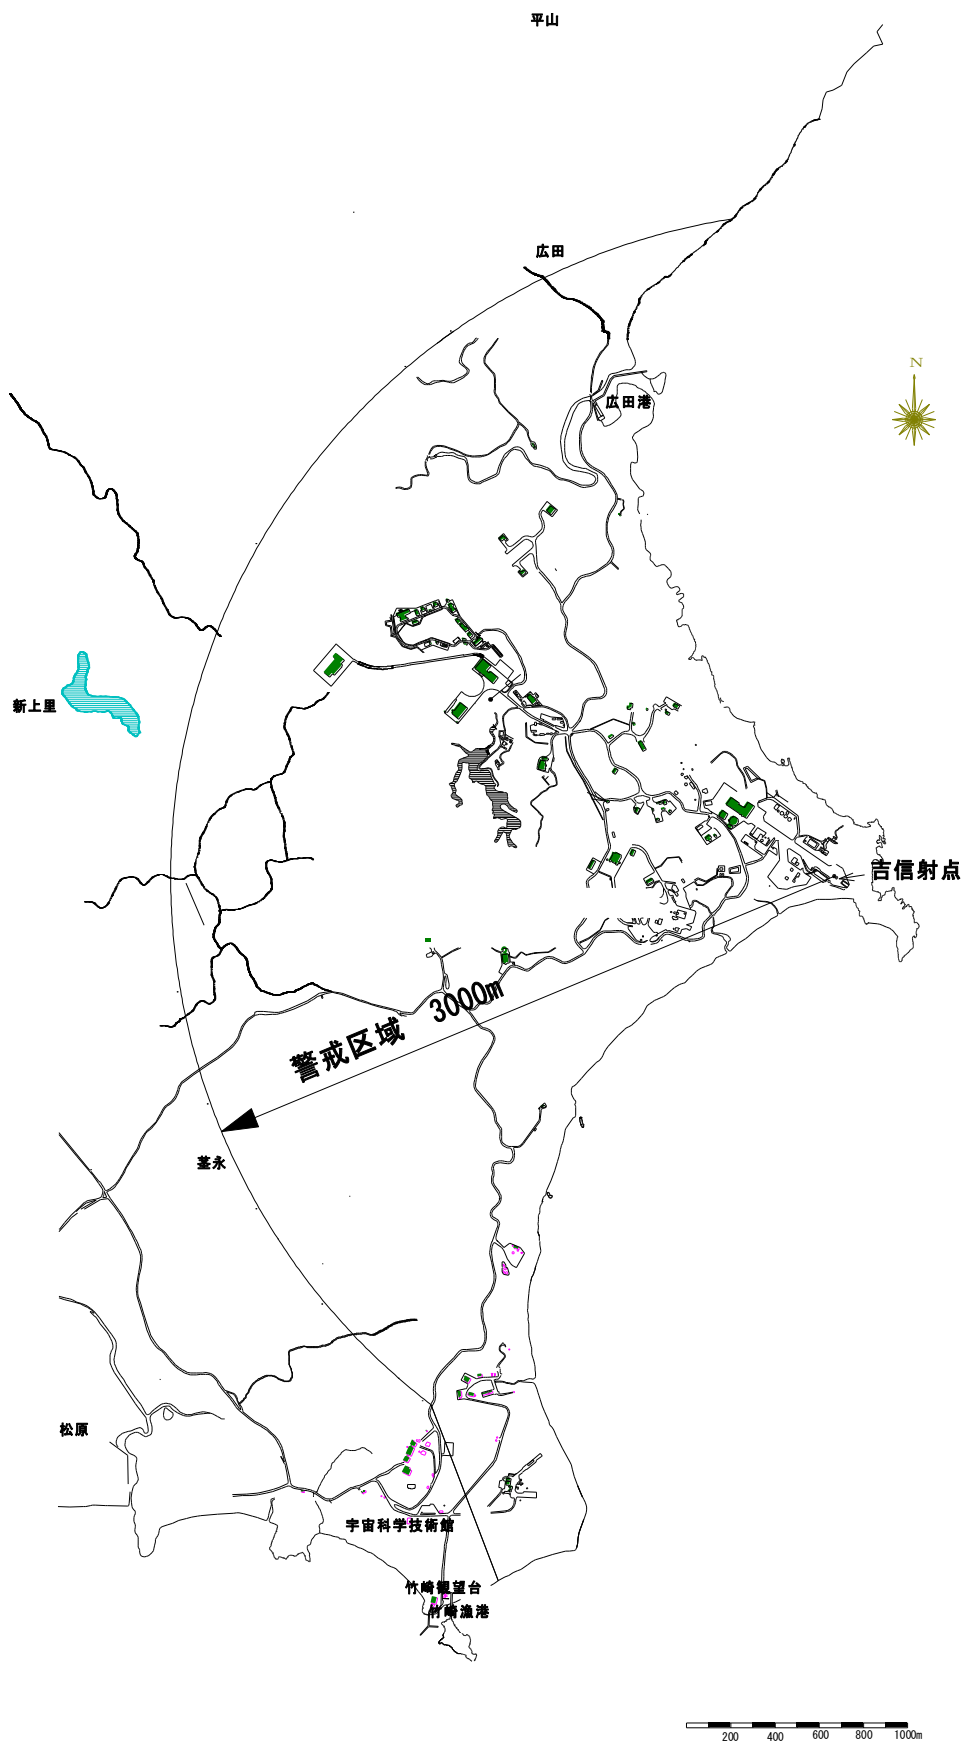 平山
広田
N
広田港
新上里
吉信射点
警戒区域 3000m
茎永
松原
宇宙科学技術館
竹崎観望台
竹崎漁港
200 400 600 800 1000m